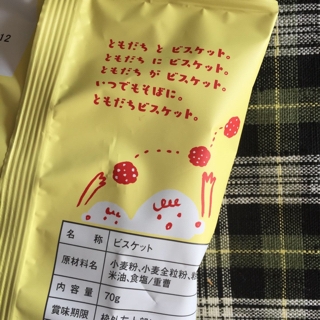 12
ともだち と ビスケット。
ともだち に ビスケット。
ともだち が ビスケット。
いつでもそばに。
ともだちビスケット。
名 称 ビスケット
原材料名 小麦粉、小麦全粒粉、
米油、食塩/重曹
内 容 量 70g
賞味期限 枠外